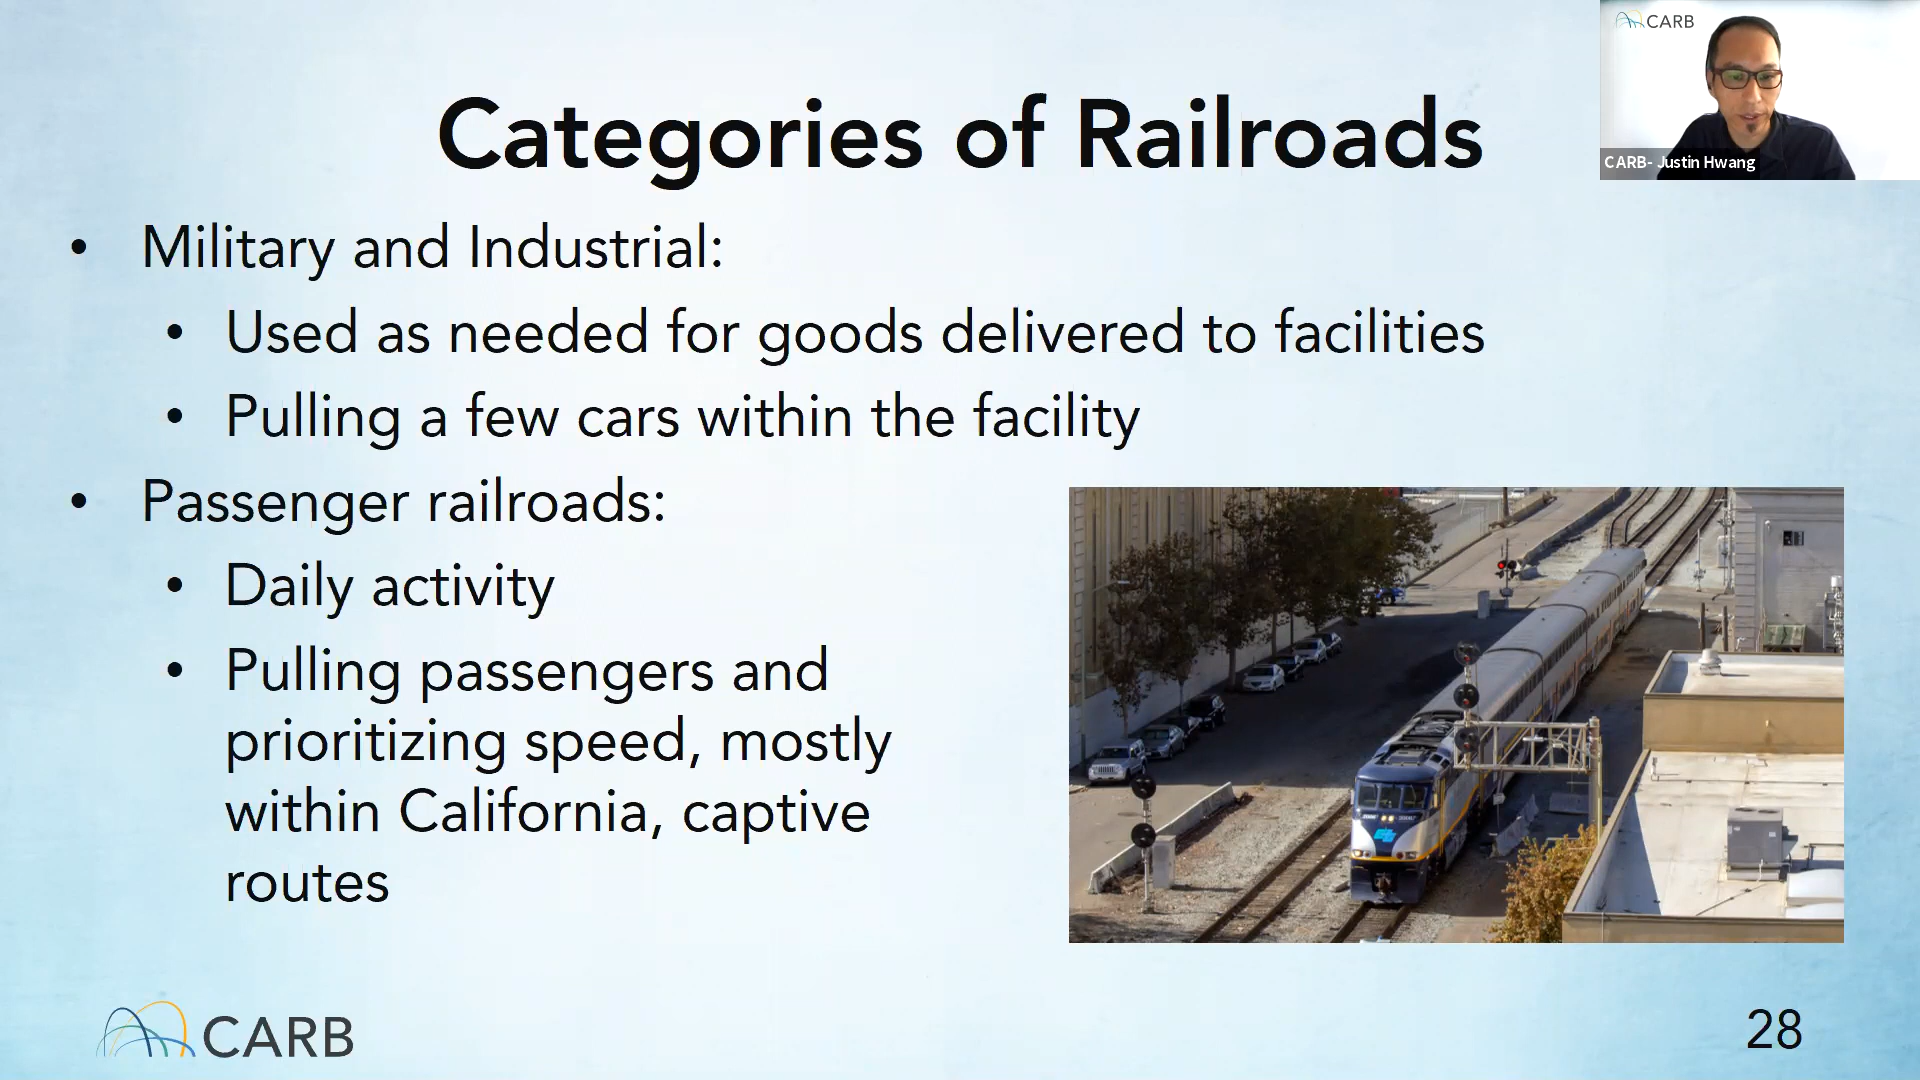 CARB
CARB- Justin Hwang
Categories of Railroads
• Military and Industrial:
• Used as needed for goods delivered to facilities
• Pulling a few cars within the facility
• Passenger railroads:
• Daily activity
• Pulling passengers and
prioritizing speed, mostly
within California, captive
routes
CARB
28